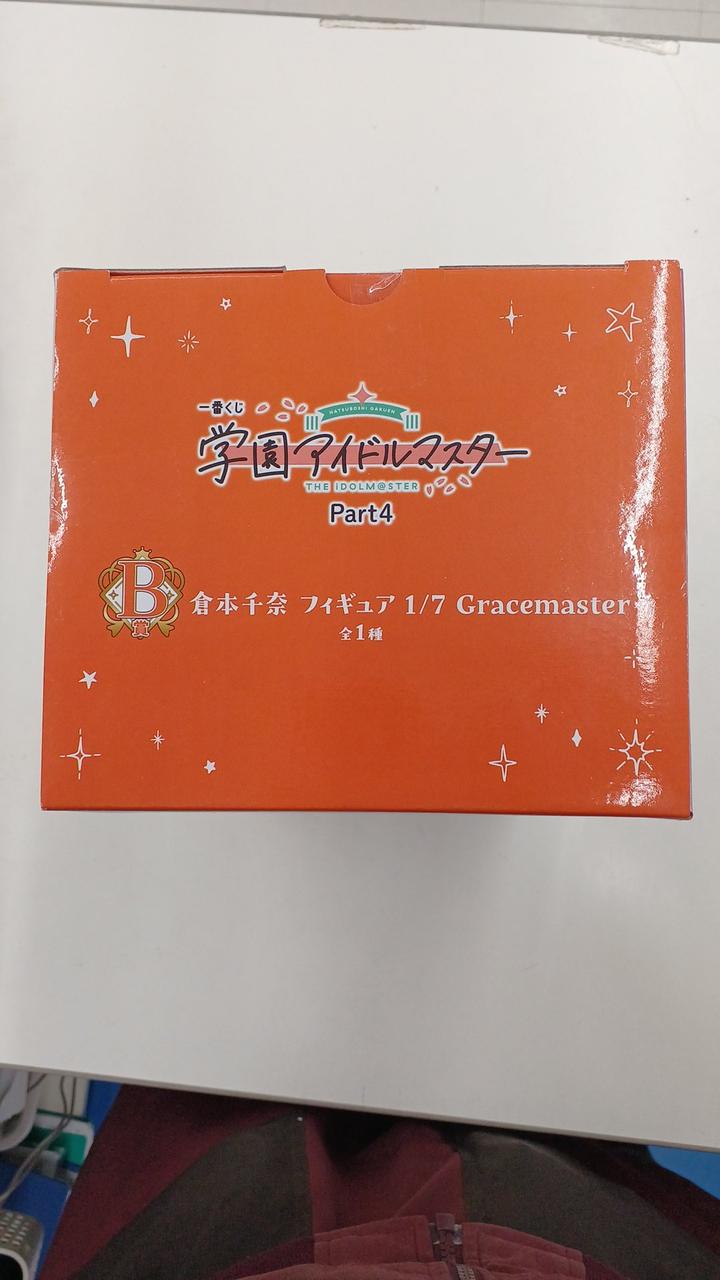 一番くじ
HATSUBOSHI GAKUEN
学園アイドルマスター
THE iDOLM@STER
Part4
B賞 倉本千奈 フィギュア 1/7 Gracemaster
全1種